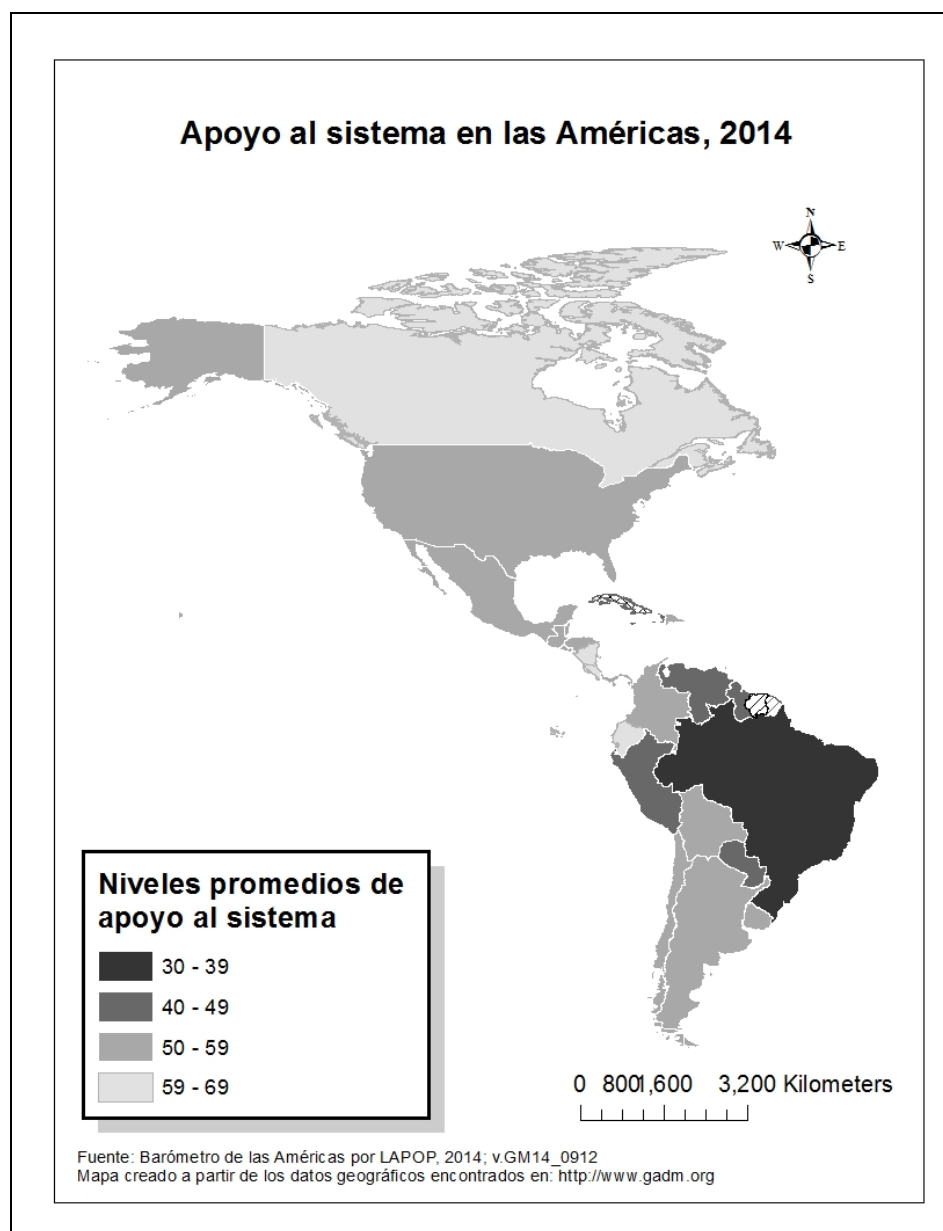 Apoyo al sistema en las Américas, 2014
N
W E
S
Niveles promedios de
apoyo al sistema
30 - 39
40 - 49
50 - 59
59 - 69
0 800 1,600 3,200 Kilometers
Fuente: Barómetro de las Américas por LAPOP, 2014; v.GM14_0912
Mapa creado a partir de los datos geográficos encontrados en: http://www.gadm.org